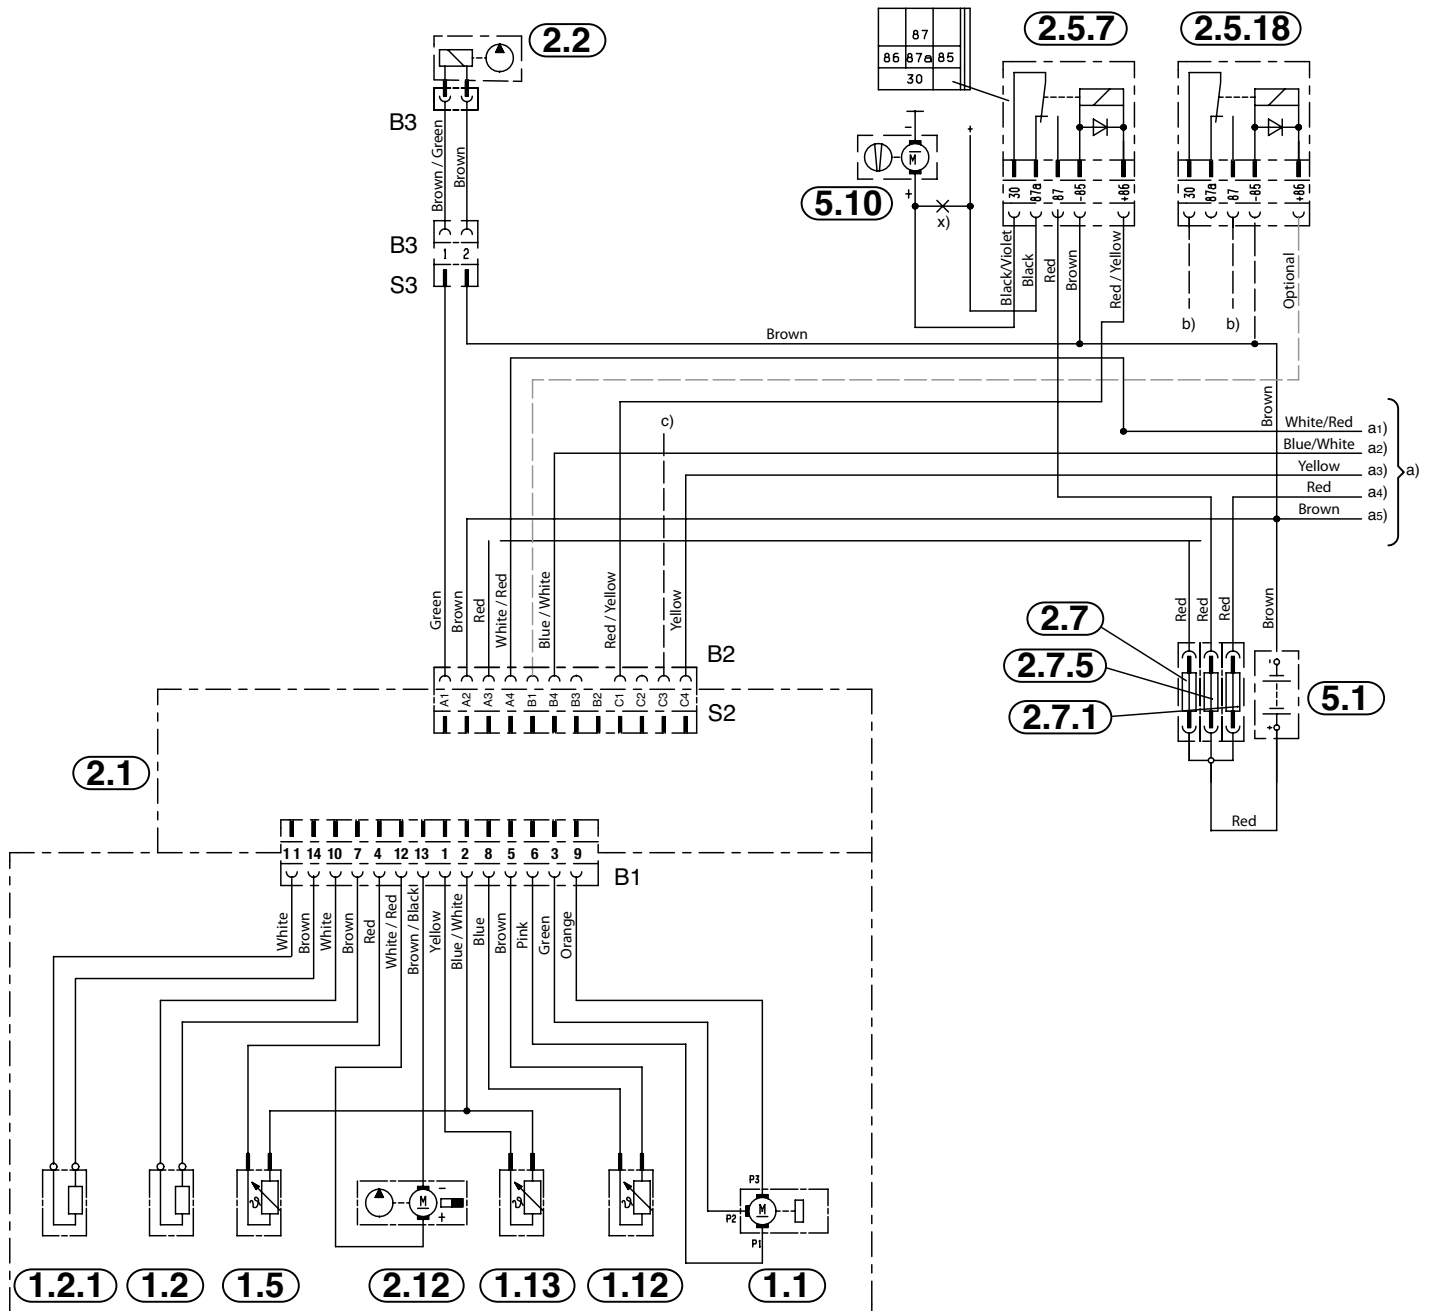 2.2
87
86 87a 85
30
2.5.7
2.5.18
B3
Brown / Green
Brown
-
M
+
+
x)
5.10
30
87a
87
-85
+86
30
87a
87
-85
+86
B3
1 2
S3
Black/Violet
Black
Red
Brown
Red / Yellow
b)
b)
Optional
Brown
Brown
c)
White/Red a1)
Blue/White a2)
Yellow a3)
Red a4)
Brown a5)
a)
Green
Brown
Red
White / Red
Blue / White
Red / Yellow
Yellow
Red
Red
Red
Brown
2.7
2.7.5
2.7.1
5.1
-
+
Red
B2
A1 A2 A3 A4 B1 B4 B3 B2 C1 C2 C3 C4
S2
2.1
11 14 10 7 4 12 13 1 2 8 5 6 3 9
B1
White
Brown
White
Brown
Red
White / Red
Brown / Black
Yellow
Blue / White
Blue
Brown
Pink
Green
Orange
ϑ
M
-
+
ϑ
ϑ
P3
P2
M
P1
1.2.1
1.2
1.5
2.12
1.13
1.12
1.1